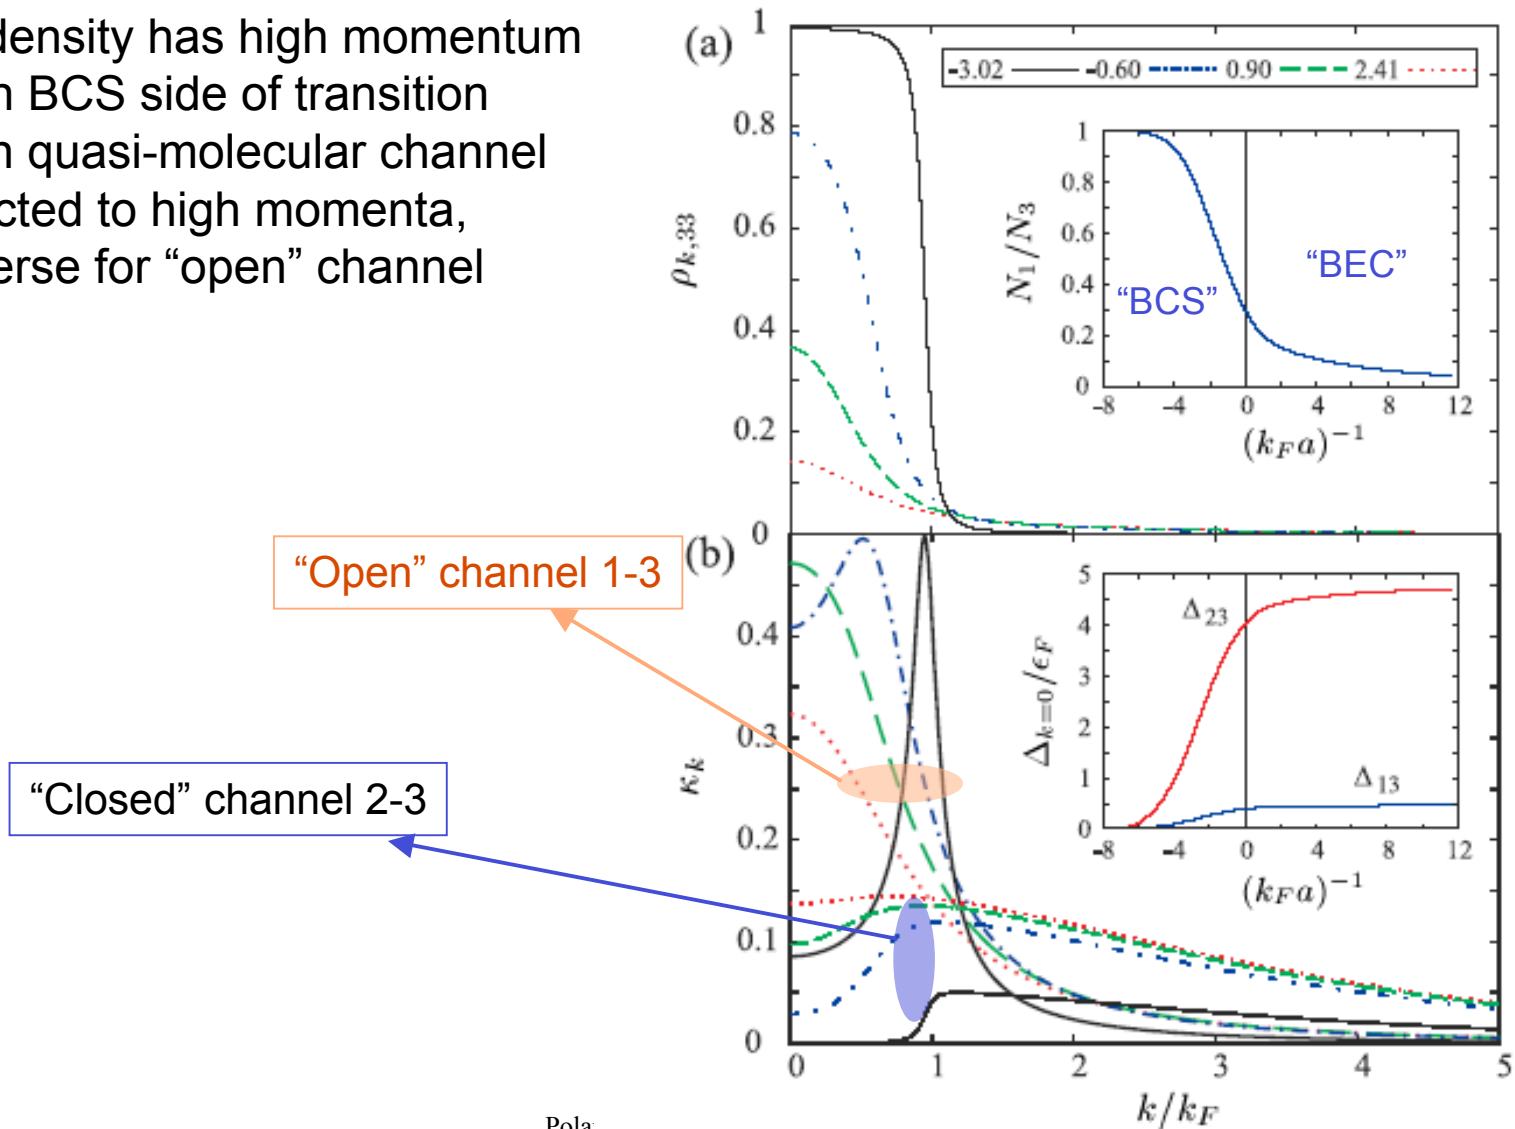 density has high momentum
BCS side of transition
quasi-molecular channel
to high momenta,
for “open” channel
(a)
-3.02 -0.60 0.90 2.41
1
0.8
0.6
0.4
0.2
0
ρk,33
1
0.8
0.6
0.4
0.2
0
N1/N3
“BCS”
“BEC”
-8 -4 0 4 8 12
(kF a)−1
“Open” channel 1-3
“Closed” channel 2-3
(b)
0.4
0.3
0.2
0.1
0
κk
5
4
3
2
1
0
Δk=0/ϵF
Δ23
Δ13
-8 -4 0 4 8 12
(kF a)−1
0 1 2 3 4 5
k/kF